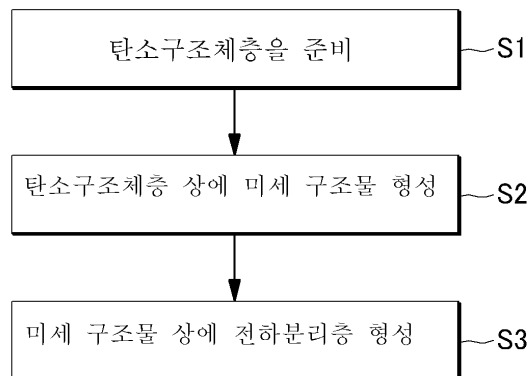 탄소구조체층을 준비
S1
탄소구조체층 상에 미세 구조물 형성
S2
미세 구조물 상에 전하분리층 형성
S3